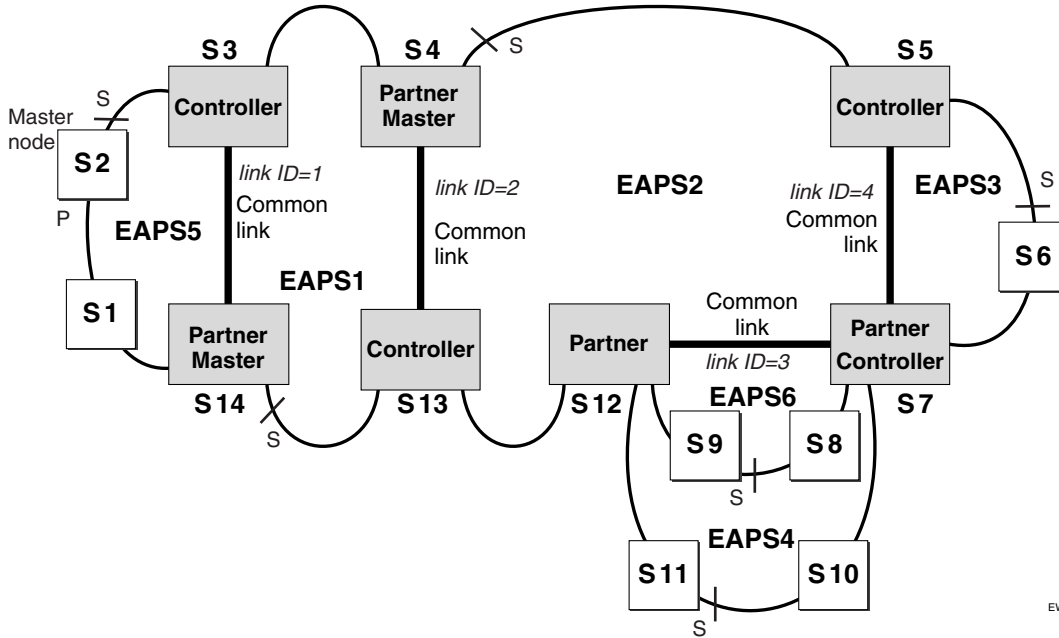 S3
S4
S
S5
S
Master
node
S2
P
Controller
Partner
Master
Controller
link ID=1
Common
link
link ID=2
Common
link
EAPS2
link ID=4
Common
link
EAPS3
S
S6
EAPS5
EAPS1
S1
Partner
Master
Controller
Partner
Common
link
link ID=3
Partner
Controller
S14
S
S13
S12
EAPS6
S7
S9
S8
S
EAPS4
S11
S10
S